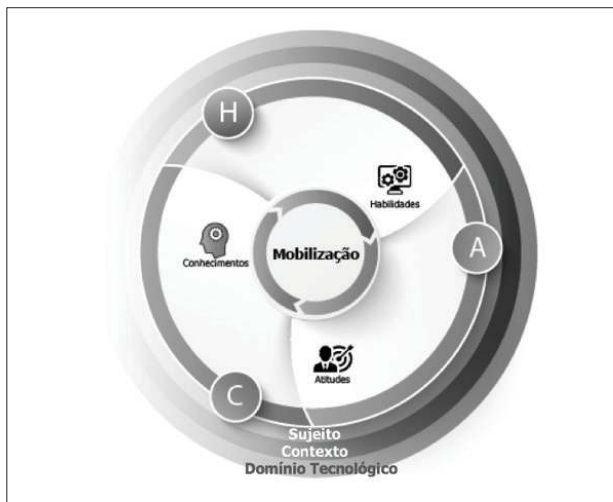 H
Habilidades
A
Conhecimentos
Mobilização
Atitudes
C
Sujeito
Contexto
Domínio Tecnológico